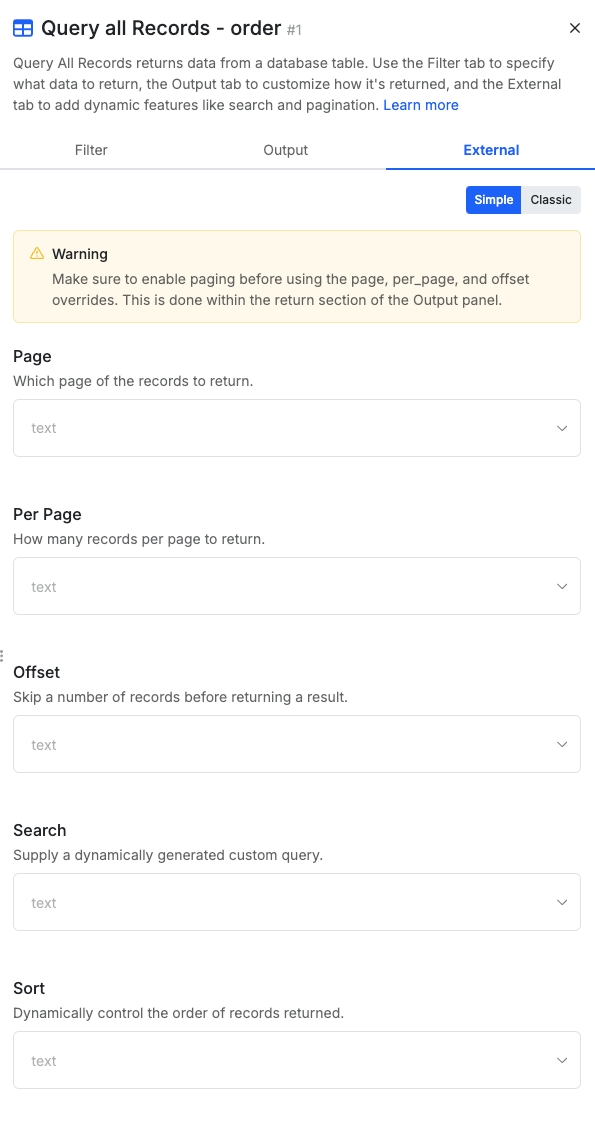 Query all Records - order #1
Query All Records returns data from a database table. Use the Filter tab to specify
what data to return, the Output tab to customize how it's returned, and the External
tab to add dynamic features like search and pagination. Learn more
Filter Output External
Simple Classic
Warning
Make sure to enable paging before using the page, per_page, and offset
overrides. This is done within the return section of the Output panel.
Page
Which page of the records to return.
text
Per Page
How many records per page to return.
text
Offset
Skip a number of records before returning a result.
text
Search
Supply a dynamically generated custom query.
text
Sort
Dynamically control the order of records returned.
text